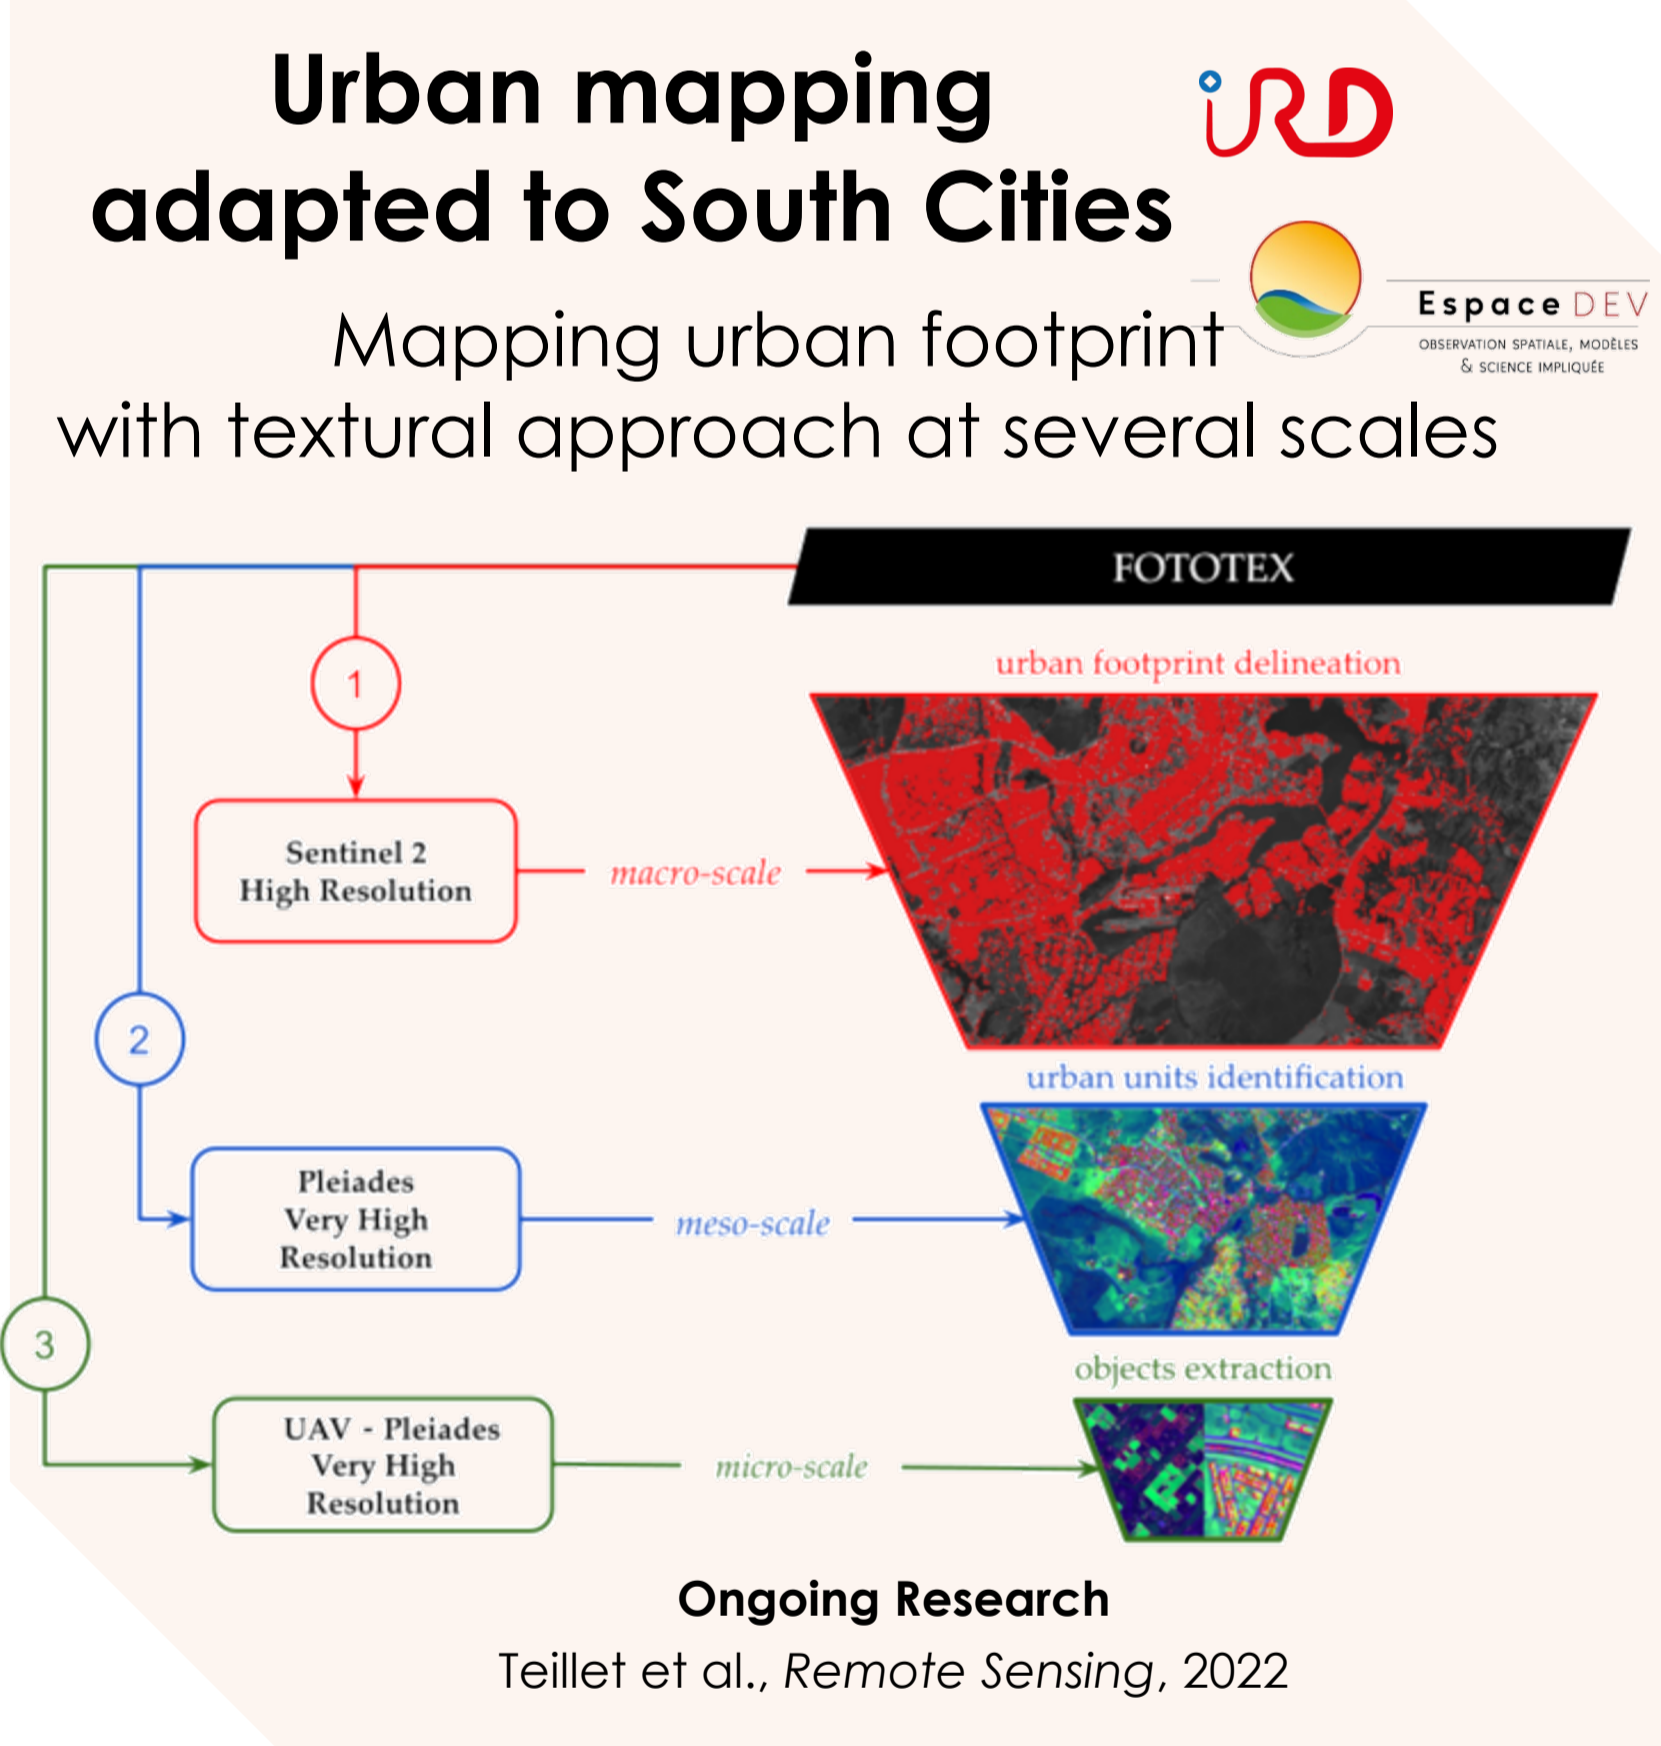 Urban mapping
adapted to South Cities
iRD
Espace DEV
OBSERVATION SPATIALE, MODÈLES
& SCIENCE IMPLIQUÉE
Mapping urban footprint
with textural approach at several scales
FOTOTEX
urban footprint delineation
1
Sentinel 2
High Resolution
macro-scale
2
urban units identification
Pleiades
Very High
Resolution
meso-scale
3
objects extraction
UAV - Pleiades
Very High
Resolution
micro-scale
Ongoing Research
Teillet et al., Remote Sensing, 2022